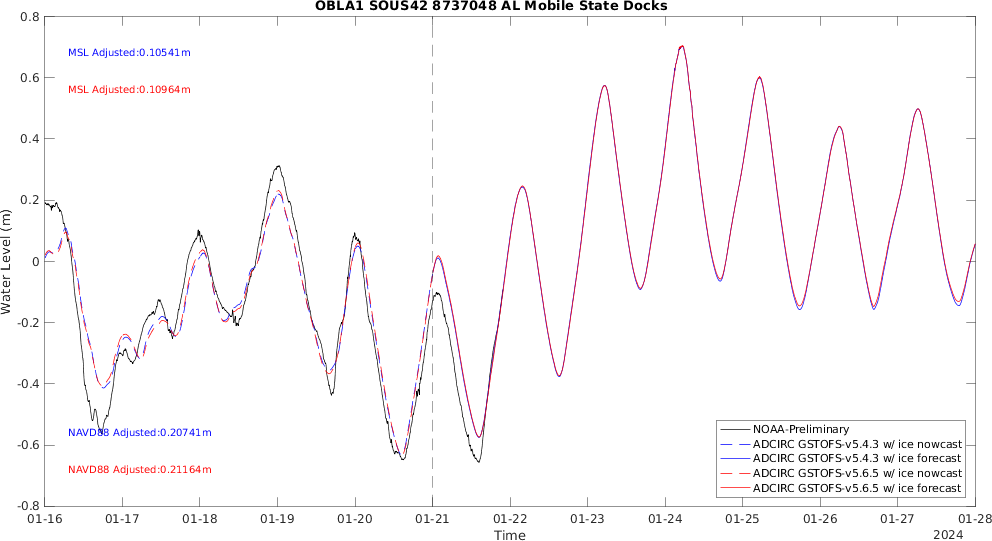 OBLA1 SOUS42 8737048 AL Mobile State Docks
0.8
0.6
0.4
0.2
0
-0.2
-0.4
-0.6
-0.8
Water Level (m)
MSL Adjusted:0.10541m
MSL Adjusted:0.10964m
NAVD88 Adjusted:0.20741m
NAVD88 Adjusted:0.21164m
NOAA-Preliminary
ADCIRC GSTOFS-v5.4.3 w/ ice nowcast
ADCIRC GSTOFS-v5.4.3 w/ ice forecast
ADCIRC GSTOFS-v5.6.5 w/ ice nowcast
ADCIRC GSTOFS-v5.6.5 w/ ice forecast
01-16 01-17 01-18 01-19 01-20 01-21 01-22 01-23 01-24 01-25 01-26 01-27 01-28
Time
2024